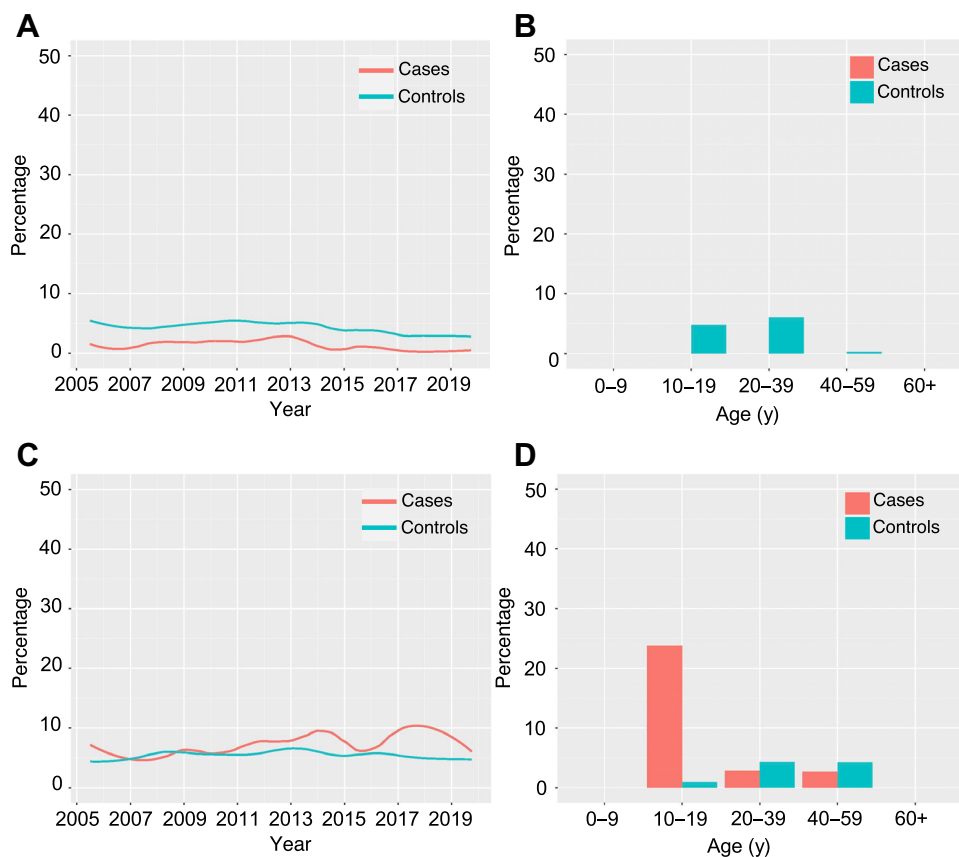 A
50
40
30
20
10
0
Percentage
Cases
Controls
2005 2007 2009 2011 2013 2015 2017 2019
Year
B
50
40
30
20
10
0
Percentage
Cases
Controls
0–9 10–19 20–39 40–59 60+
Age (y)
C
50
40
30
20
10
0
Percentage
Cases
Controls
2005 2007 2009 2011 2013 2015 2017 2019
Year
D
50
40
30
20
10
0
Percentage
Cases
Controls
0–9 10–19 20–39 40–59 60+
Age (y)